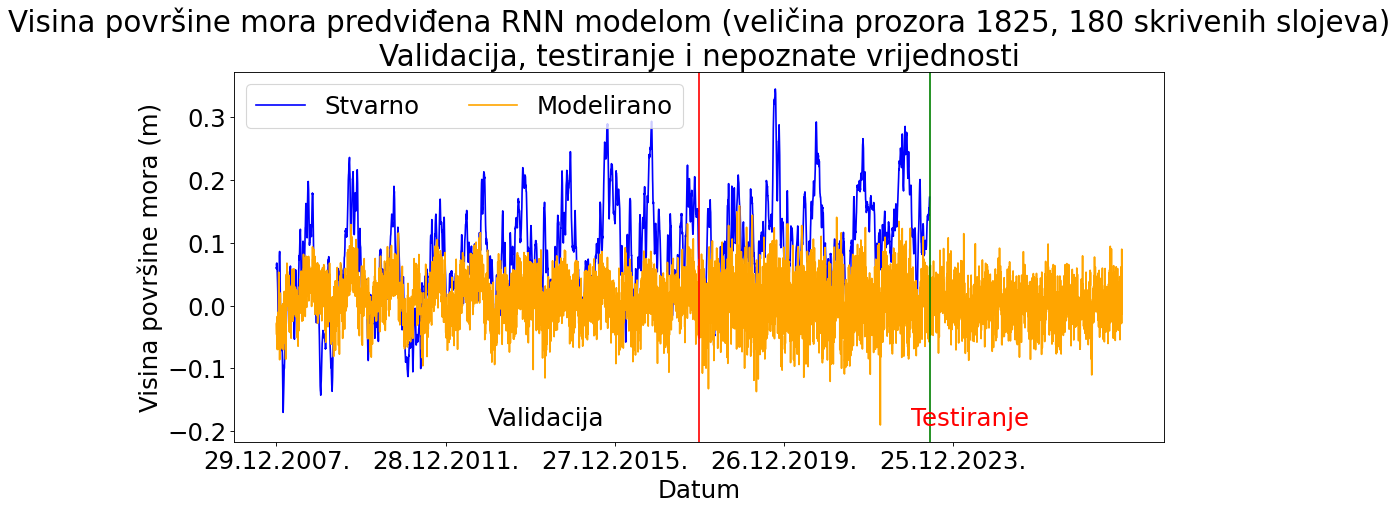 Visina površine mora predviđena RNN modelom (veličina prozora 1825, 180 skrivenih slojeva)
Validacija, testiranje i nepoznate vrijednosti
Stvarno Modelirano
Visina površine mora (m)
0.3
0.2
0.1
0.0
−0.1
−0.2
Validacija Testiranje
29.12.2007. 28.12.2011. 27.12.2015. 26.12.2019. 25.12.2023.
Datum